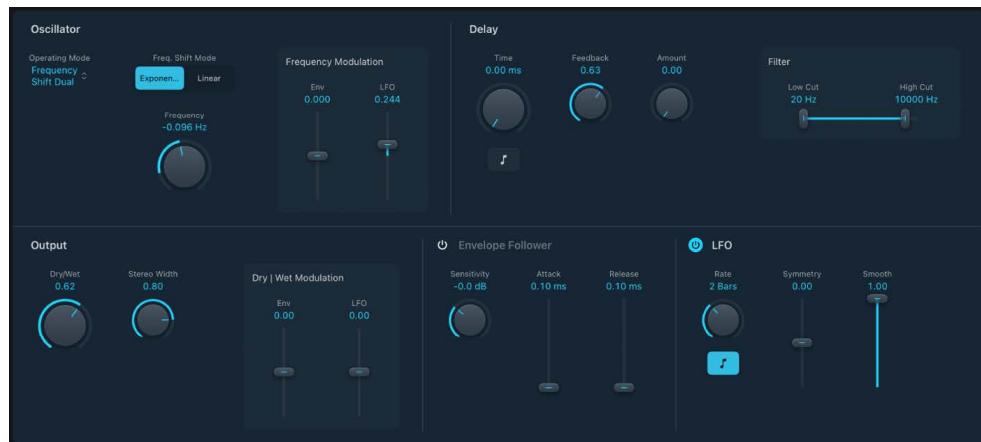 Oscillator
Operating Mode
Frequency
Shift Dual
Freq. Shift Mode
Exponen...
Linear
Frequency
-0.096 Hz
Frequency Modulation
Env
LFO
0.000
0.244
Delay
Time
Feedback
Amount
0.00 ms
0.63
0.00
Filter
Low Cut
High Cut
20 Hz
10000 Hz
Output
Dry/Wet
Stereo Width
0.62
0.80
Dry | Wet Modulation
Env
LFO
0.00
0.00
Envelope Follower
Sensitivity
Attack
Release
-0.0 dB
0.10 ms
0.10 ms
LFO
Rate
Symmetry
Smooth
2 Bars
0.00
1.00